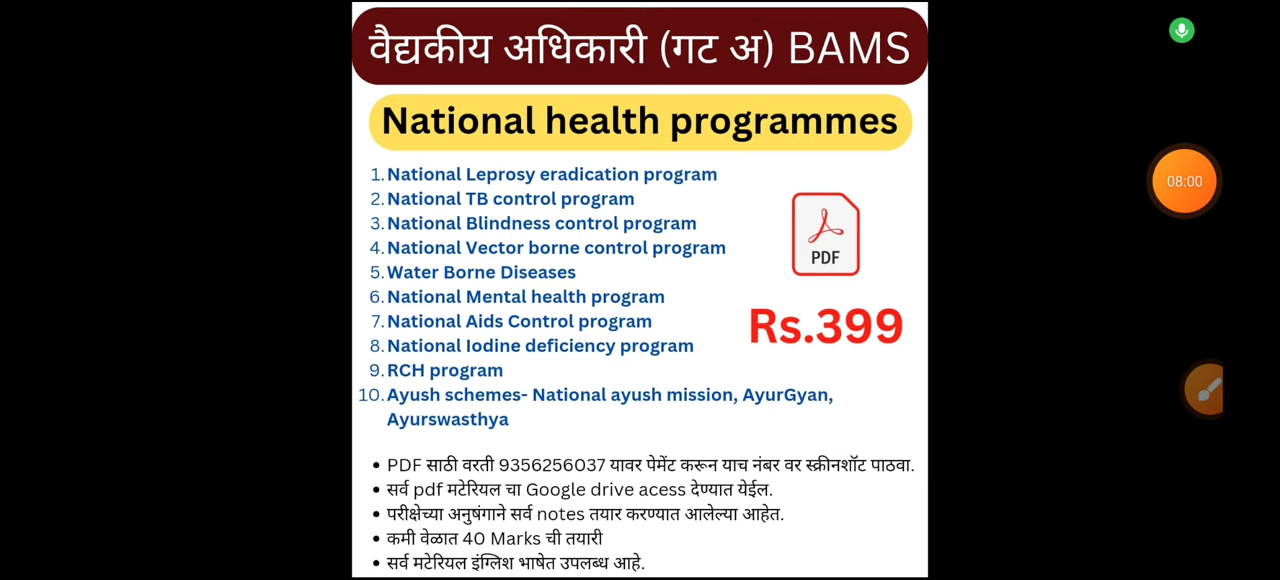 वैद्यकीय अधिकारी (गट अ) BAMS
National health programmes
1. National Leprosy eradication program
2. National TB control program
3. National Blindness control program
4. National Vector borne control program
5. Water Borne Diseases
6. National Mental health program
7. National Aids Control program
8. National Iodine deficiency program
9. RCH program
10. Ayush schemes- National ayush mission, AyurGyan,
Ayurswasthya
PDF
Rs.399
08:00
• PDF साठी वरती 9356256037 यावर पेमेंट करून याच नंबर वर स्क्रीनशॉट पाठवा.
• सर्व pdf मटेरियल चा Google drive acess देण्यात येईल.
• परीक्षेच्या अनुषंगाने सर्व notes तयार करण्यात आलेल्या आहेत.
• कमी वेळात 40 Marks ची तयारी
• सर्व मटेरियल इंग्लिश भाषेत उपलब्ध आहे.